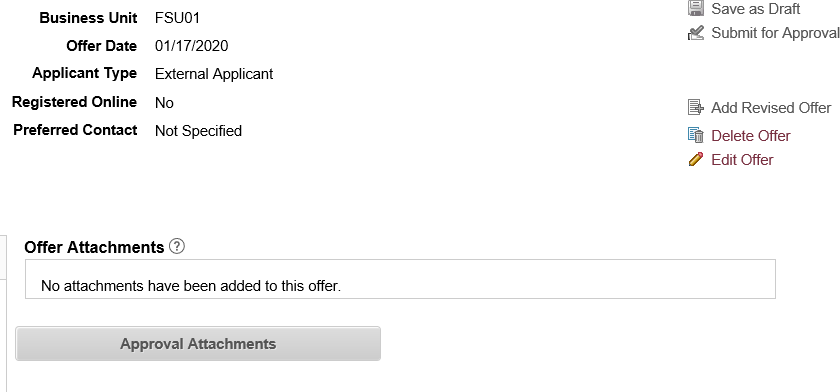 Business Unit FSU01
Save as Draft
Offer Date 01/17/2020
Submit for Approval
Applicant Type External Applicant
Registered Online No
Add Revised Offer
Preferred Contact Not Specified
Delete Offer
Edit Offer
Offer Attachments ?
No attachments have been added to this offer.
Approval Attachments